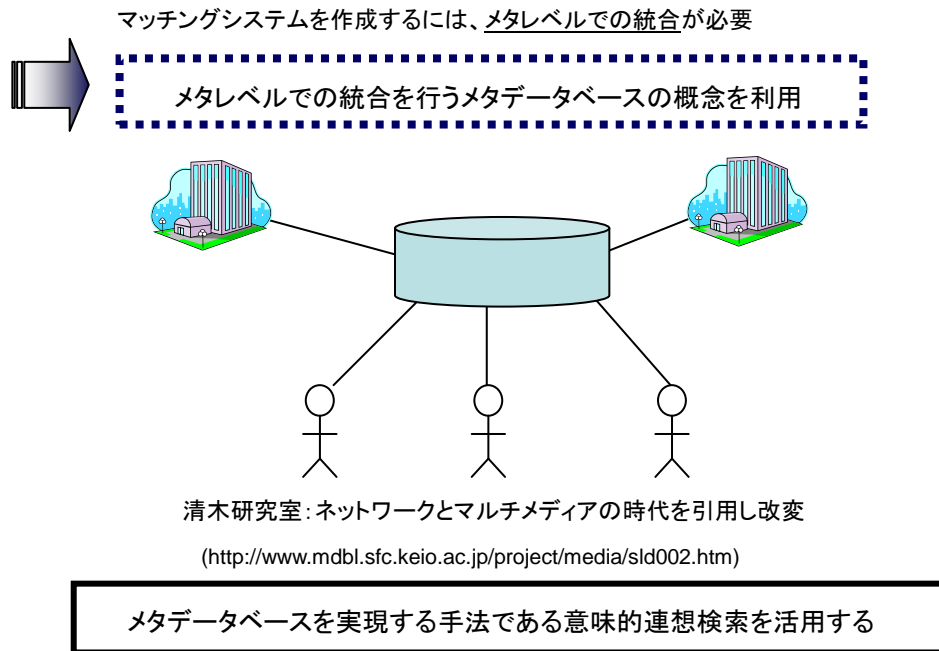 マッチングシステムを作成するには、メタレベルでの統合が必要
メタレベルでの統合を行うメタデータベースの概念を利用
清木研究室：ネットワークとマルチメディアの時代を引用し改変
(http://www.mdbl.sfc.keio.ac.jp/project/media/sld002.htm)
メタデータベースを実現する手法である意味的連想検索を活用する